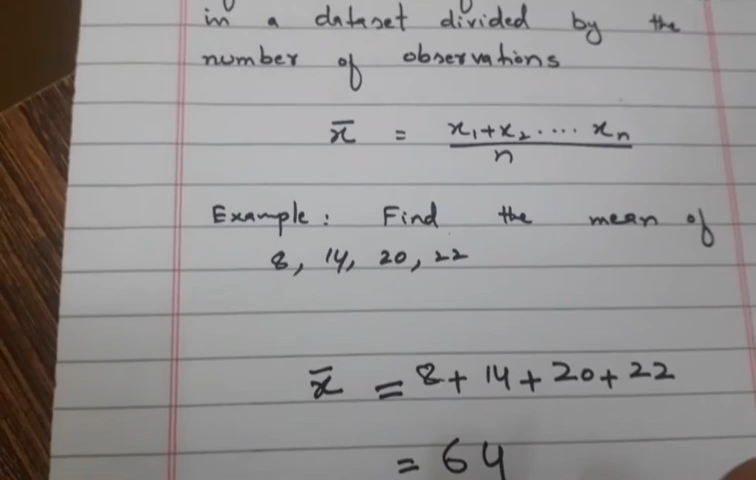 in a dataset divided by the
number of observations
x̄ = x₁+x₂.....xₙ
n
Example: Find the mean of
8, 14, 20, 22
x̄ = 8+ 14 + 20+ 22
= 64